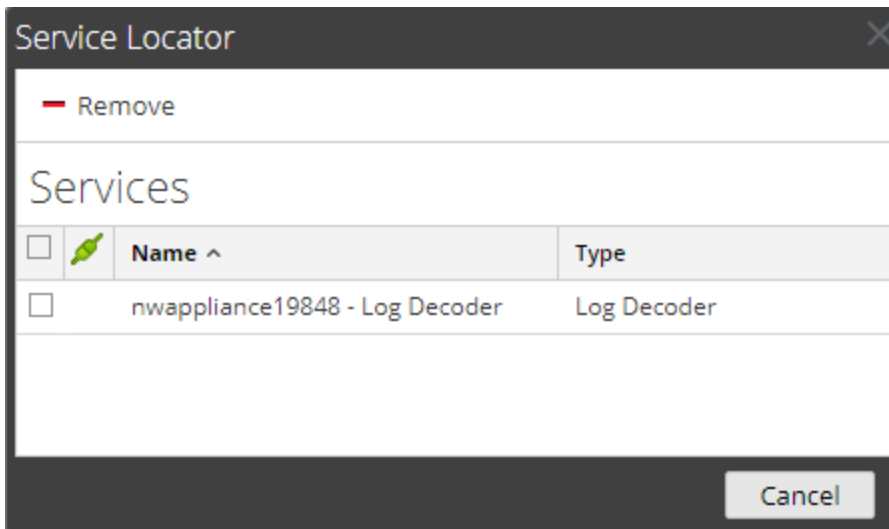 Service Locator
Remove
Services
Name Type
nwappliance19848 - Log Decoder Log Decoder
Cancel